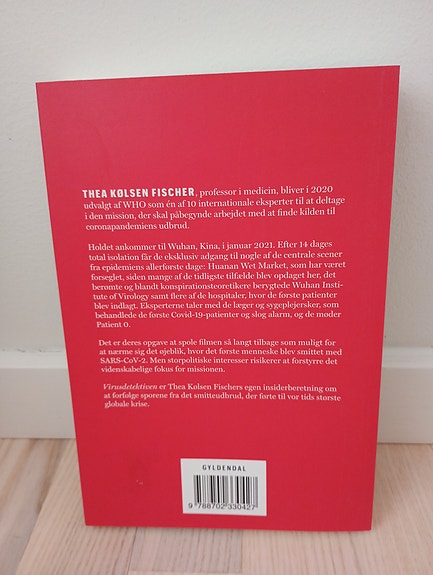 THEA KØLSEN FISCHER, professor i medicin, bliver i 2020
udvalgt af WHO som én af 10 internationale eksperter til at deltage
i den mission, der skal påbegynde arbejdet med at finde kilden til
coronapandemiens udbrud.
Holdet ankommer til Wuhan, Kina, i januar 2021. Efter 14 dages
total isolation får de eksklusiv adgang til nogle af de centrale scener
fra epidemiens allerførste dage: Huanan Wet Market, som har været
forseglet, siden mange af de tidligste tilfælde blev opdaget her, det
berømte og blandt konspirationsteoretikere berygtede Wuhan Insti-
tute of Virology samt flere af de hospitaler, hvor de første patienter
blev indlagt. Eksperterne taler med de læger og sygeplejersker, som
behandlede de første Covid-19-patienter og slog alarm, og de møder
Patient 0.
Det er deres opgave at spole filmen så langt tilbage som muligt for
at nærme sig det øjeblik, hvor det første menneske blev smittet med
SARS-CoV-2. Men storpolitiske interesser risikerer at forstyrre det
videnskabelige fokus for missionen.
Virusdetektiven er Thea Kølsen Fischers egen insiderberetning om
at forfølge sporene fra det smitteudbrud, der førte til vor tids største
globale krise.
GYLDENDAL
9 788702 330427